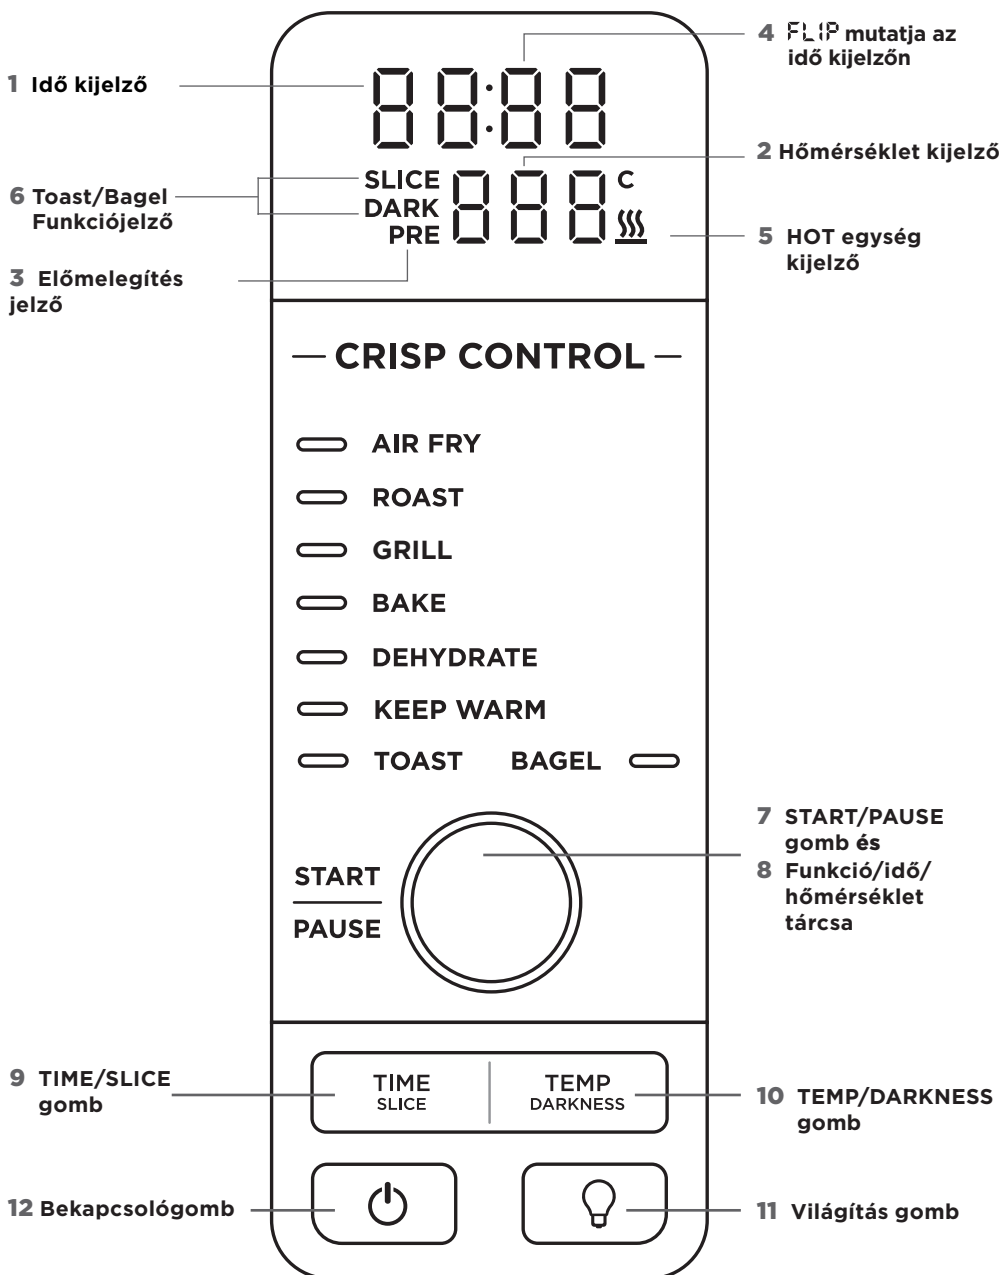 4 FLIP mutatja az
idő kijelzőn
1 Idő kijelző
88:88
2 Hőmérséklet kijelző
6 Toast/Bagel
Funkciójelző
SLICE
DARK
PRE
888
C
5 HOT egység
kijelző
3 Előmelegítés
jelző
CRISP CONTROL
AIR FRY
ROAST
GRILL
BAKE
DEHYDRATE
KEEP WARM
TOAST BAGEL
START
PAUSE
7 START/PAUSE
gomb és
8 Funkció/idő/
hőmérséklet
tárcsa
9 TIME/SLICE
gomb
TIME
SLICE
TEMP
DARKNESS
10 TEMP/DARKNESS
gomb
12 Bekapcsológomb
11 Világítás gomb